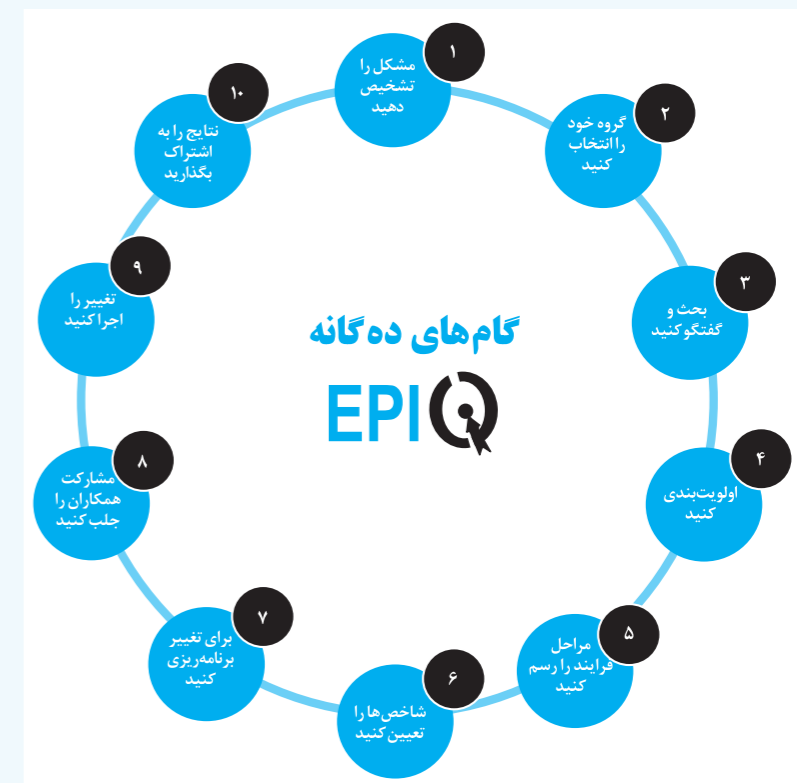 گام‌های ده گانه
EPIQ
۱
مشکل را
تشخیص
دهید
۲
گروه خود
را انتخاب
کنید
۳
بحث و
گفتگو کنید
۴
اولویت‌بندی
کنید
۵
مراحل
فرایند را رسم
کنید
۶
شاخص‌ها را
تعیین کنید
۷
برای تغییر
برنامه‌ریزی
کنید
۸
مشارکت
همکاران را
جلب کنید
۹
تغییر را
اجرا کنید
۱۰
نتایج را به
اشتراک
بگذارید